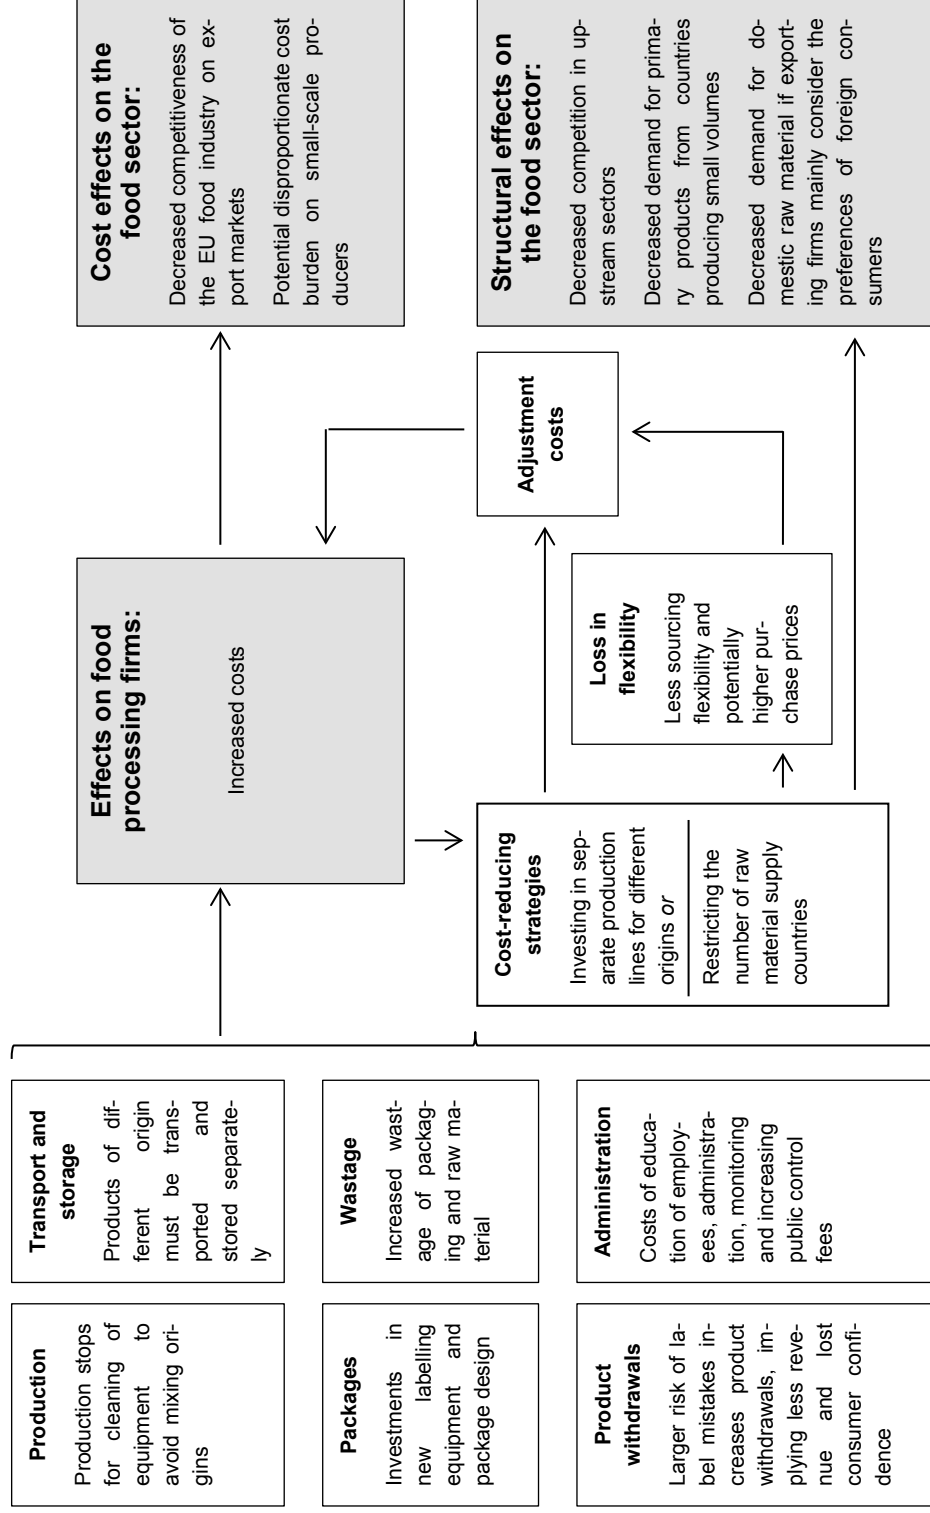 Production
Production stops
for cleaning of
equipment to
avoid mixing ori-
gins
Transport and
storage
Products of dif-
ferent origin
must be trans-
ported and
stored separate-
ly
Packages
Investments in
new labelling
equipment and
package design
Wastage
Increased wast-
age of packag-
ing and raw ma-
terial
Product
withdrawals
Larger risk of la-
bel mistakes in-
creases product
withdrawals, im-
plying less reve-
nue and lost
consumer confi-
dence
Administration
Costs of educa-
tion of employ-
ees, administra-
tion, monitoring
and increasing
public control
fees
Effects on food
processing firms:
Increased costs
Cost-reducing
strategies
Investing in sep-
arate production
lines for different
origins or
Restricting the
number of raw
material supply
countries
Loss in
flexibility
Less sourcing
flexibility and
potentially
higher pur-
chase prices
Adjustment
costs
Cost effects on the
food sector:
Decreased competitiveness of
the EU food industry on ex-
port markets
Potential disproportionate cost
burden on small-scale pro-
ducers
Structural effects on
the food sector:
Decreased competition in up-
stream sectors
Decreased demand for prima-
ry products from countries
producing small volumes
Decreased demand for do-
mestic raw material if export-
ing firms mainly consider the
preferences of foreign con-
sumers